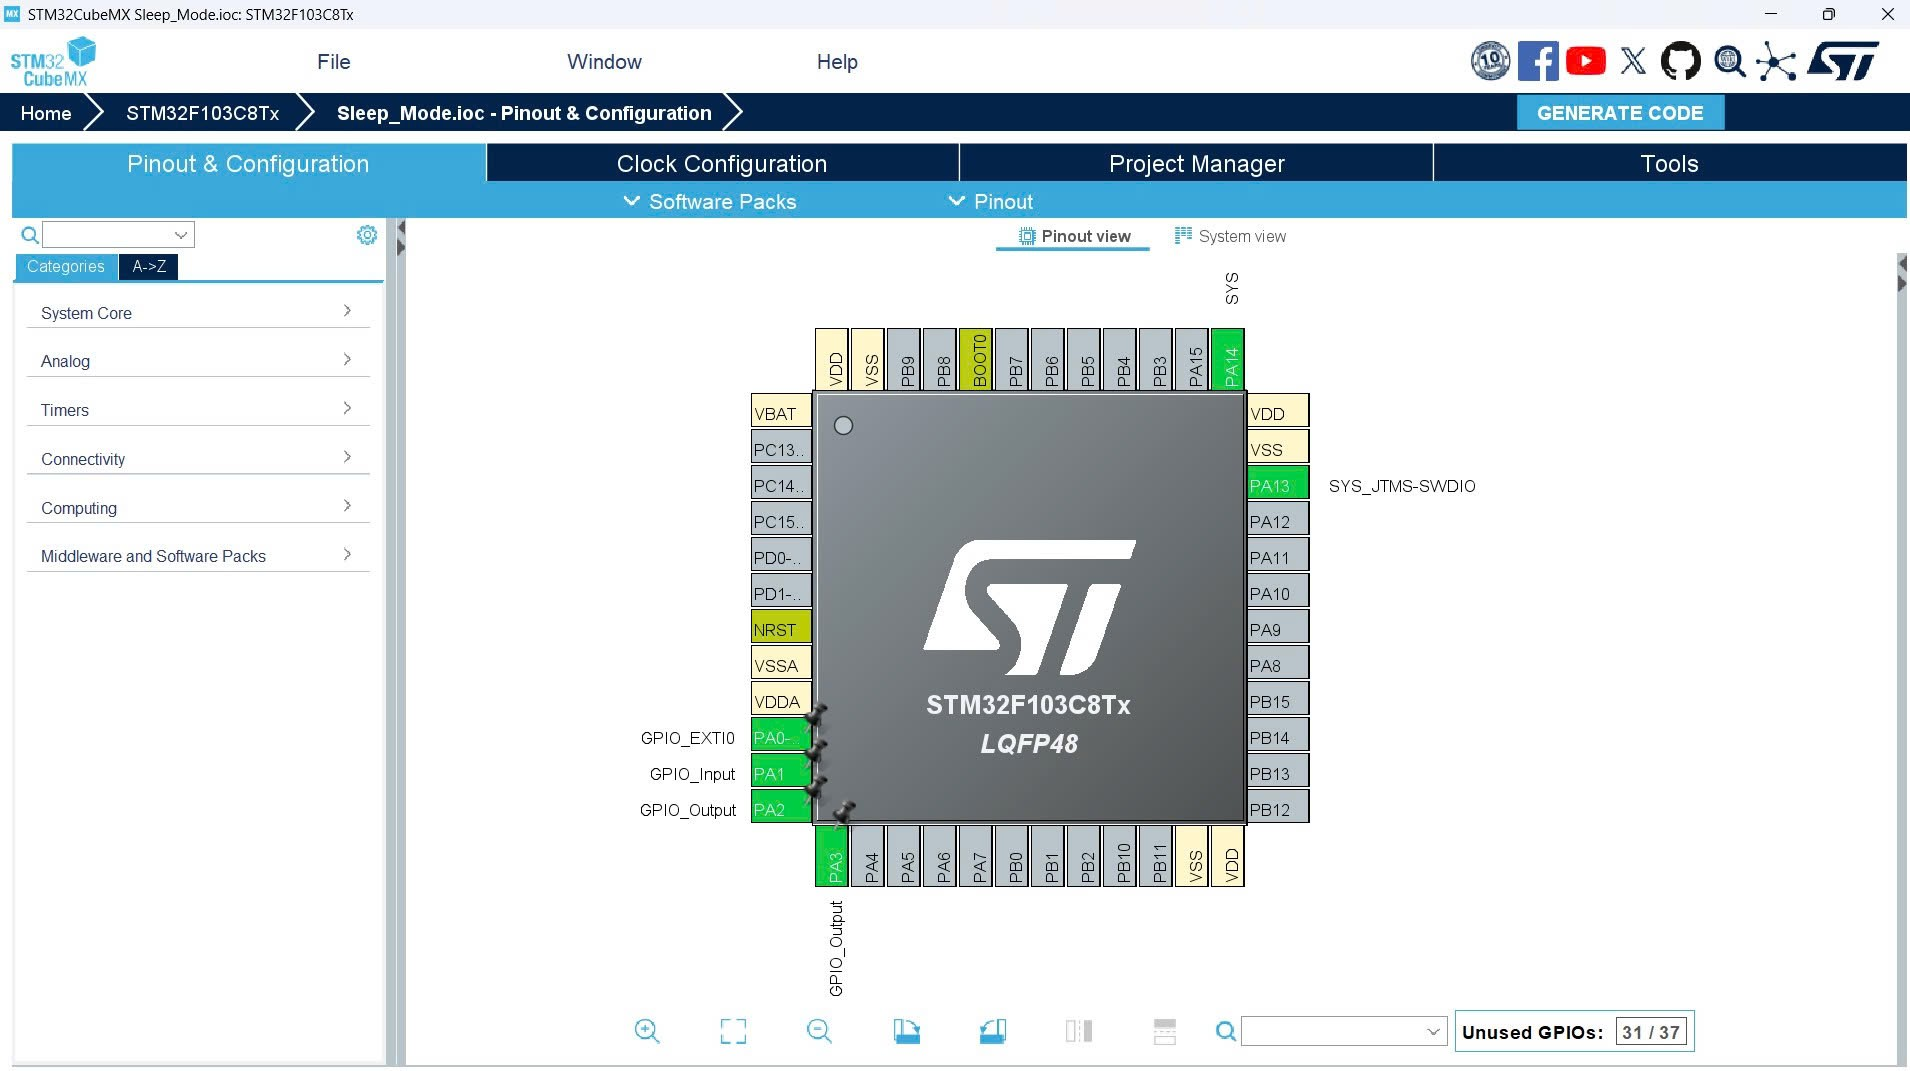 STM32CubeMX Sleep_Mode.ioc: STM32F103C8Tx
STM32 CubeMX
File
Window
Help
Home
STM32F103C8Tx
Sleep_Mode.ioc - Pinout & Configuration
GENERATE CODE
Pinout & Configuration
Clock Configuration
Project Manager
Tools
Software Packs
Pinout
Categories
A->Z
System Core
Analog
Timers
Connectivity
Computing
Middleware and Software Packs
Pinout view
System view
SYS
VDD
VSS
PB9
PB8
BOOT0
PB7
PB6
PB5
PB4
PB3
PA15
PA14
VBAT
PC13..
PC14..
PC15..
PD0-..
PD1-..
NRST
VSSA
VDDA
GPIO_EXTI0 PA0-..
GPIO_Input PA1
GPIO_Output PA2
STM32F103C8Tx
LQFP48
VDD
VSS
PA13 SYS_JTMS-SWDIO
PA12
PA11
PA10
PA9
PA8
PB15
PB14
PB13
PB12
PA3
PA4
PA5
PA6
PA7
PB0
PB1
PB2
PB10
PB11
VSS
VDD
GPIO_Output
Unused GPIOs: 31 / 37